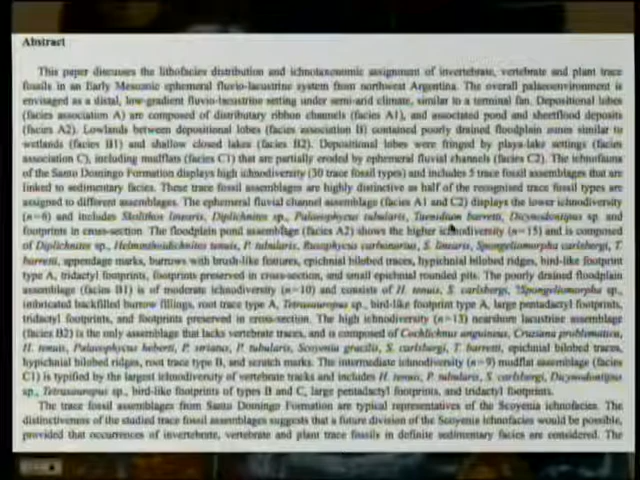 Abstract
This paper discusses the lithofacies distribution and ichnotaxonomic assignment of invertebrate, vertebrate and plant trace
fossils in an Early Mesozoic ephemeral fluvio-lacustrine system from northwest Argentina. The overall palaeoenvironment is
envisaged as a distal, low-gradient fluvio-lacustrine setting under semi-arid climate, similar to a terminal fan. Depositional lobes
(facies association A) are composed of distributary ribbon channels (facies A1), and associated pond and sheetflood deposits
(facies A2). Lowlands between depositional lobes (facies association B) contained poorly drained floodplain zones similar to
wetlands (facies B1) and shallow closed lakes (facies B2). Depositional lobes were fringed by playa-lake settings (facies
association C), including mudflats (facies C1) that are partially eroded by ephemeral fluvial channels (facies C2). The ichnofauna
of the Santo Domingo Formation displays high ichnodiversity (30 trace fossil types) and includes 5 trace fossil assemblages that are
linked to sedimentary facies. These trace fossil assemblages are highly distinctive as half of the recognised trace fossil types are
assigned to different assemblages. The ephemeral fluvial channel assemblage (facies A1 and C2) displays the lower ichnodiversity
(n=6) and includes Skolithos linearis, Diplichnites sp., Palaeophycus tubularis, Taenidium barretti, Dicynodontipus sp. and
footprints in cross-section. The floodplain pond assemblage (facies A2) shows the higher ichnodiversity (n=15) and is composed
of Diplichnites sp., Helminthoidichnites tenuis, P. tubularis, Rusophycus carbonarius, S. linearis, Spongeliomorpha carlsbergi, T.
barretti, appendage marks, burrows with brush-like features, epichnial bilobed traces, hypichnial bilobed ridges, bird-like footprint
type A, tridactyl footprints, footprints preserved in cross-section, and small epichnial rounded pits. The poorly drained floodplain
assemblage (facies B1) is of moderate ichnodiversity (n=10) and consists of H. tenuis, S. carlsbergi, ?Spongeliomorpha sp.,
imbricated backfilled burrow fillings, root trace type A, Tetrasauropus sp., bird-like footprint type A, large pentadactyl footprints,
tridactyl footprints, and footprints preserved in cross-section. The high ichnodiversity (n=13) nearshore lacustrine assemblage
(facies B2) is the only assemblage that lacks vertebrate traces, and is composed of Cochlichnus anguineus, Cruziana problematica,
H. tenuis, Palaeophycus heberti, P. striatus, P. tubularis, Scoyenia gracilis, S. carlsbergi, T. barretti, epichnial bilobed traces,
hypichnial bilobed ridges, root trace type B, and scratch marks. The intermediate ichnodiversity (n=9) mudflat assemblage (facies
C1) is typified by the largest ichnodiversity of vertebrate tracks and includes H. tenuis, P. tubularis, S. carlsbergi, Dicynodontipus
sp., Tetrasauropus sp., bird-like footprints of types B and C, large pentadactyl footprints, and tridactyl footprints.
The trace fossil assemblages from Santo Domingo Formation are typical representatives of the Scoyenia ichnofacies. The
distinctiveness of the studied trace fossil assemblages suggests that a future division of the Scoyenia ichnofacies would be possible,
provided that occurrences of invertebrate, vertebrate and plant trace fossils in definite sedimentary facies are considered. The